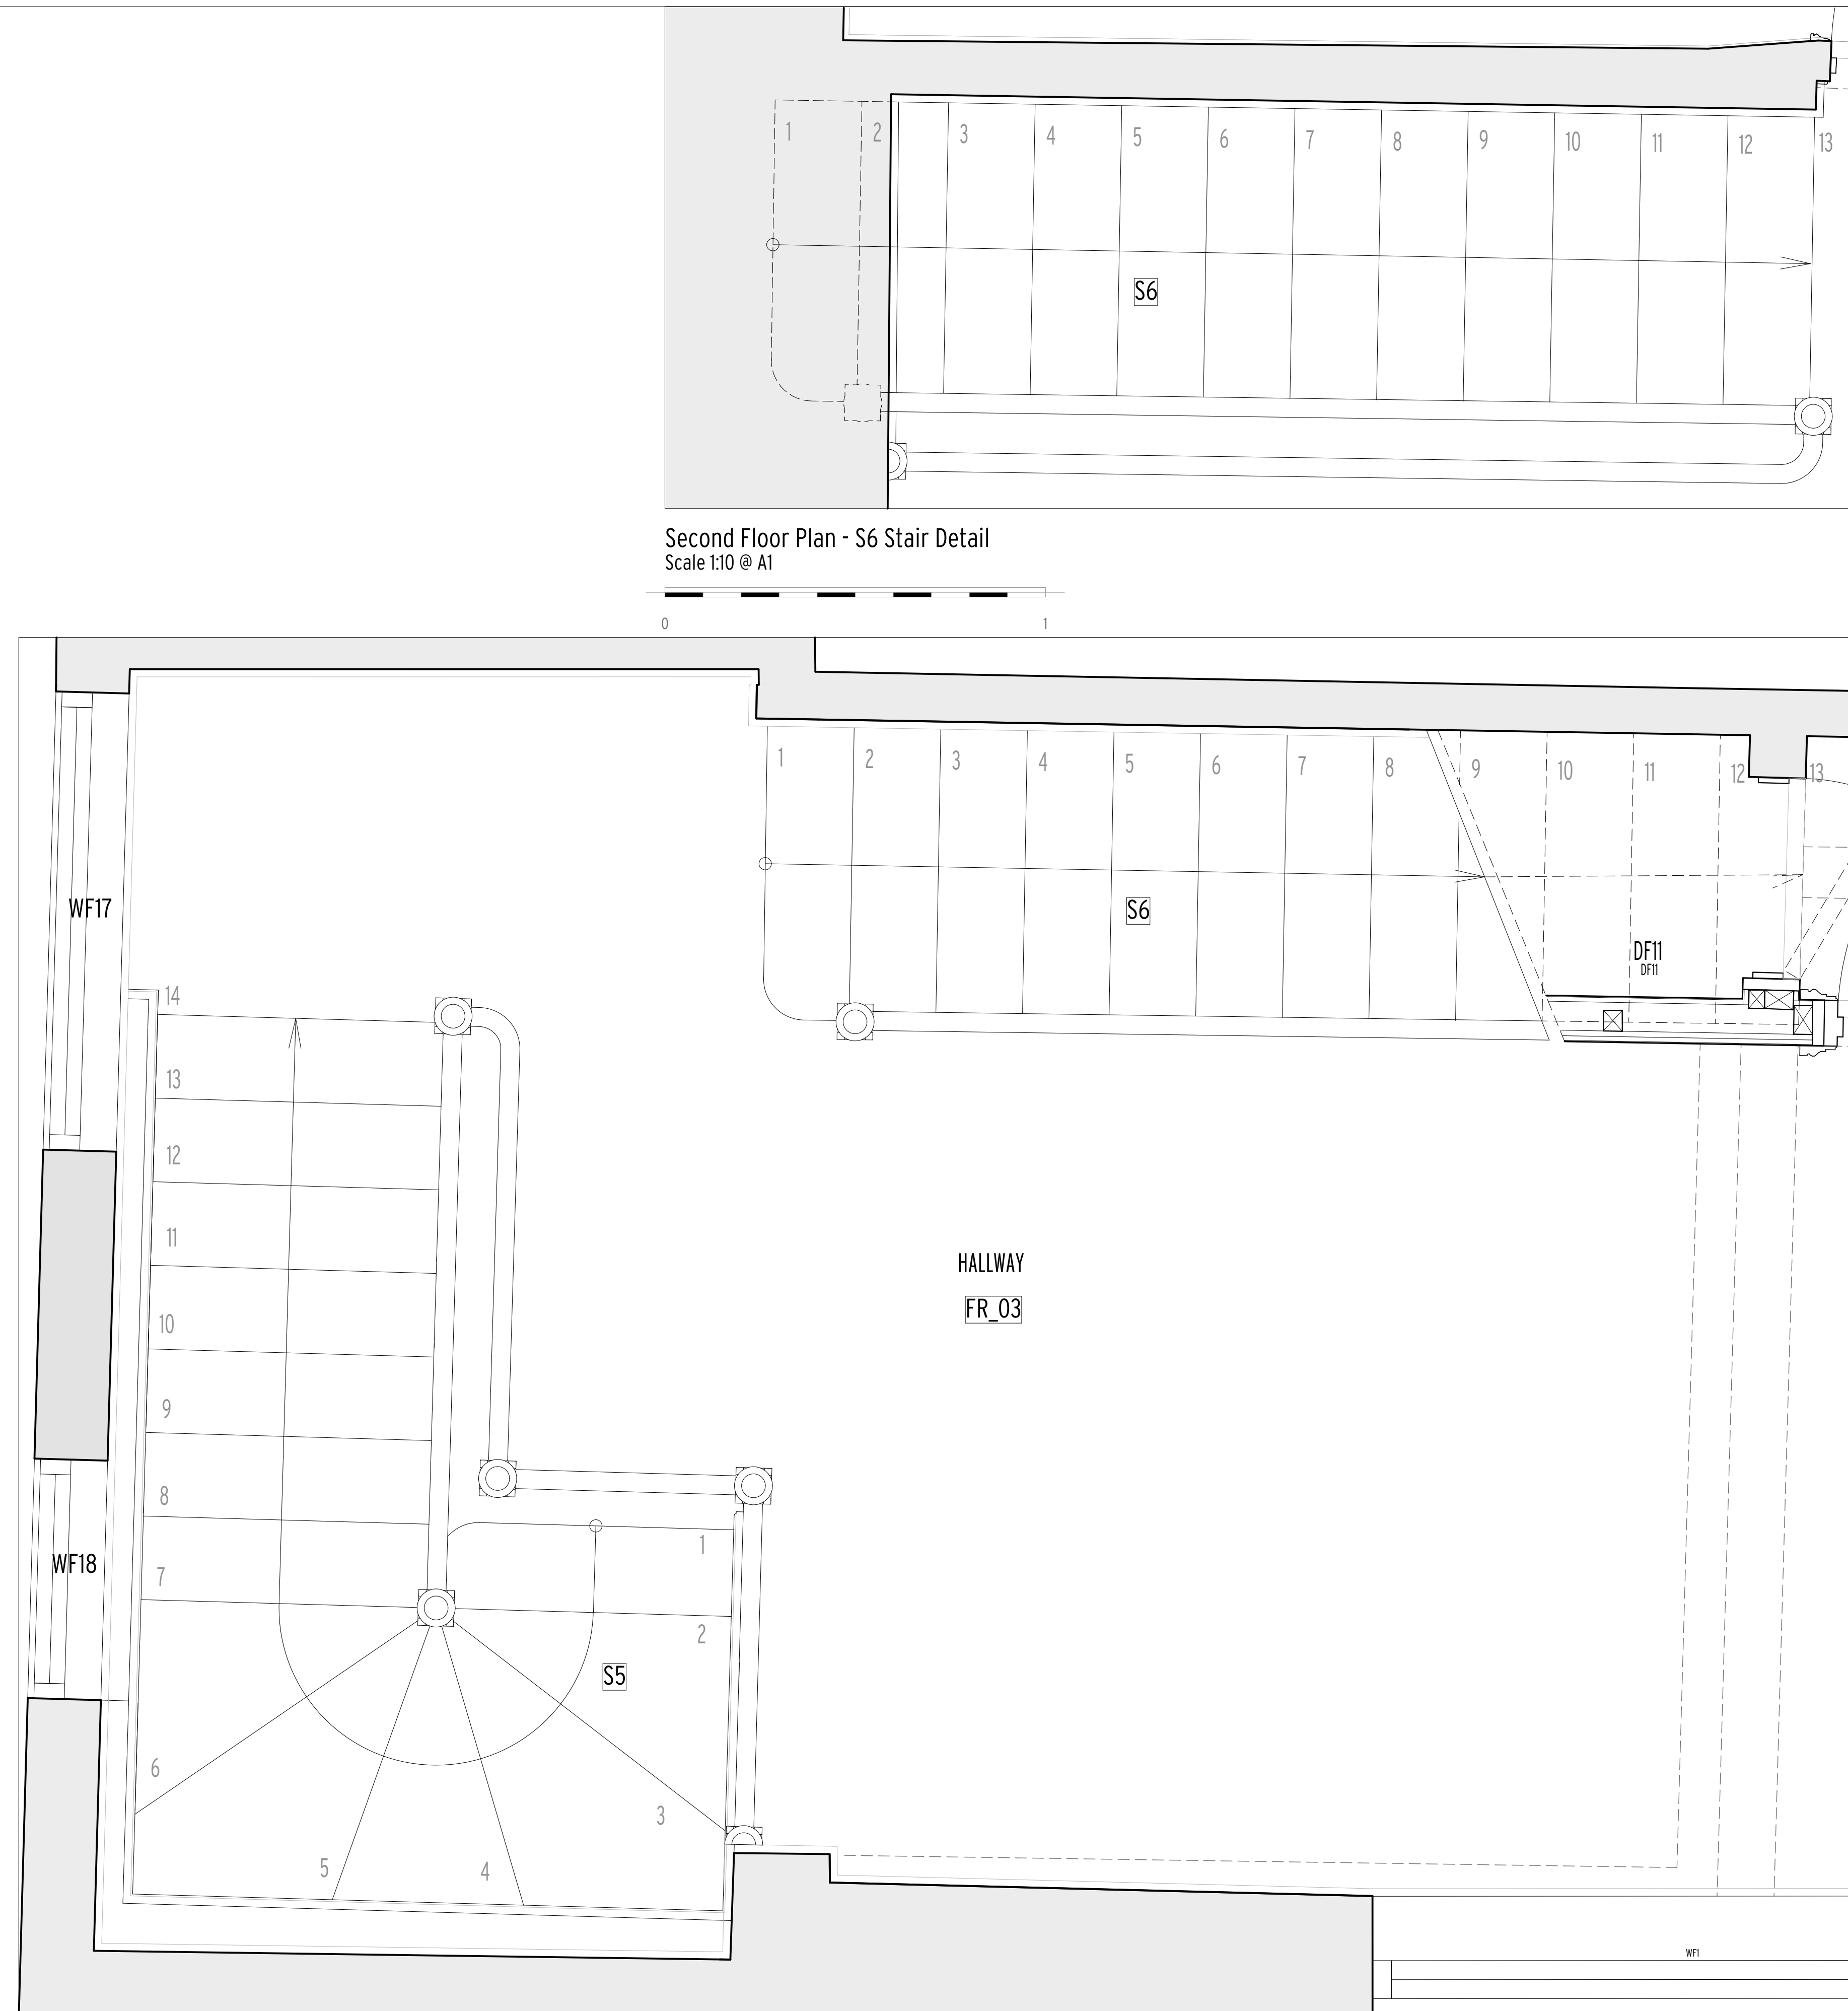 1 2 3 4 5 6 7 8 9 10 11 12 13
S6
Second Floor Plan - S6 Stair Detail
Scale 1:10 @ A1
0 1
1 2 3 4 5 6 7 8 9 10 11 12 13
WF17
S6
DF11
DF11
14
13
12
11
HALLWAY
FR_03
10
9
8
1
WF18
7
2
S5
6
3
5 4
WF1